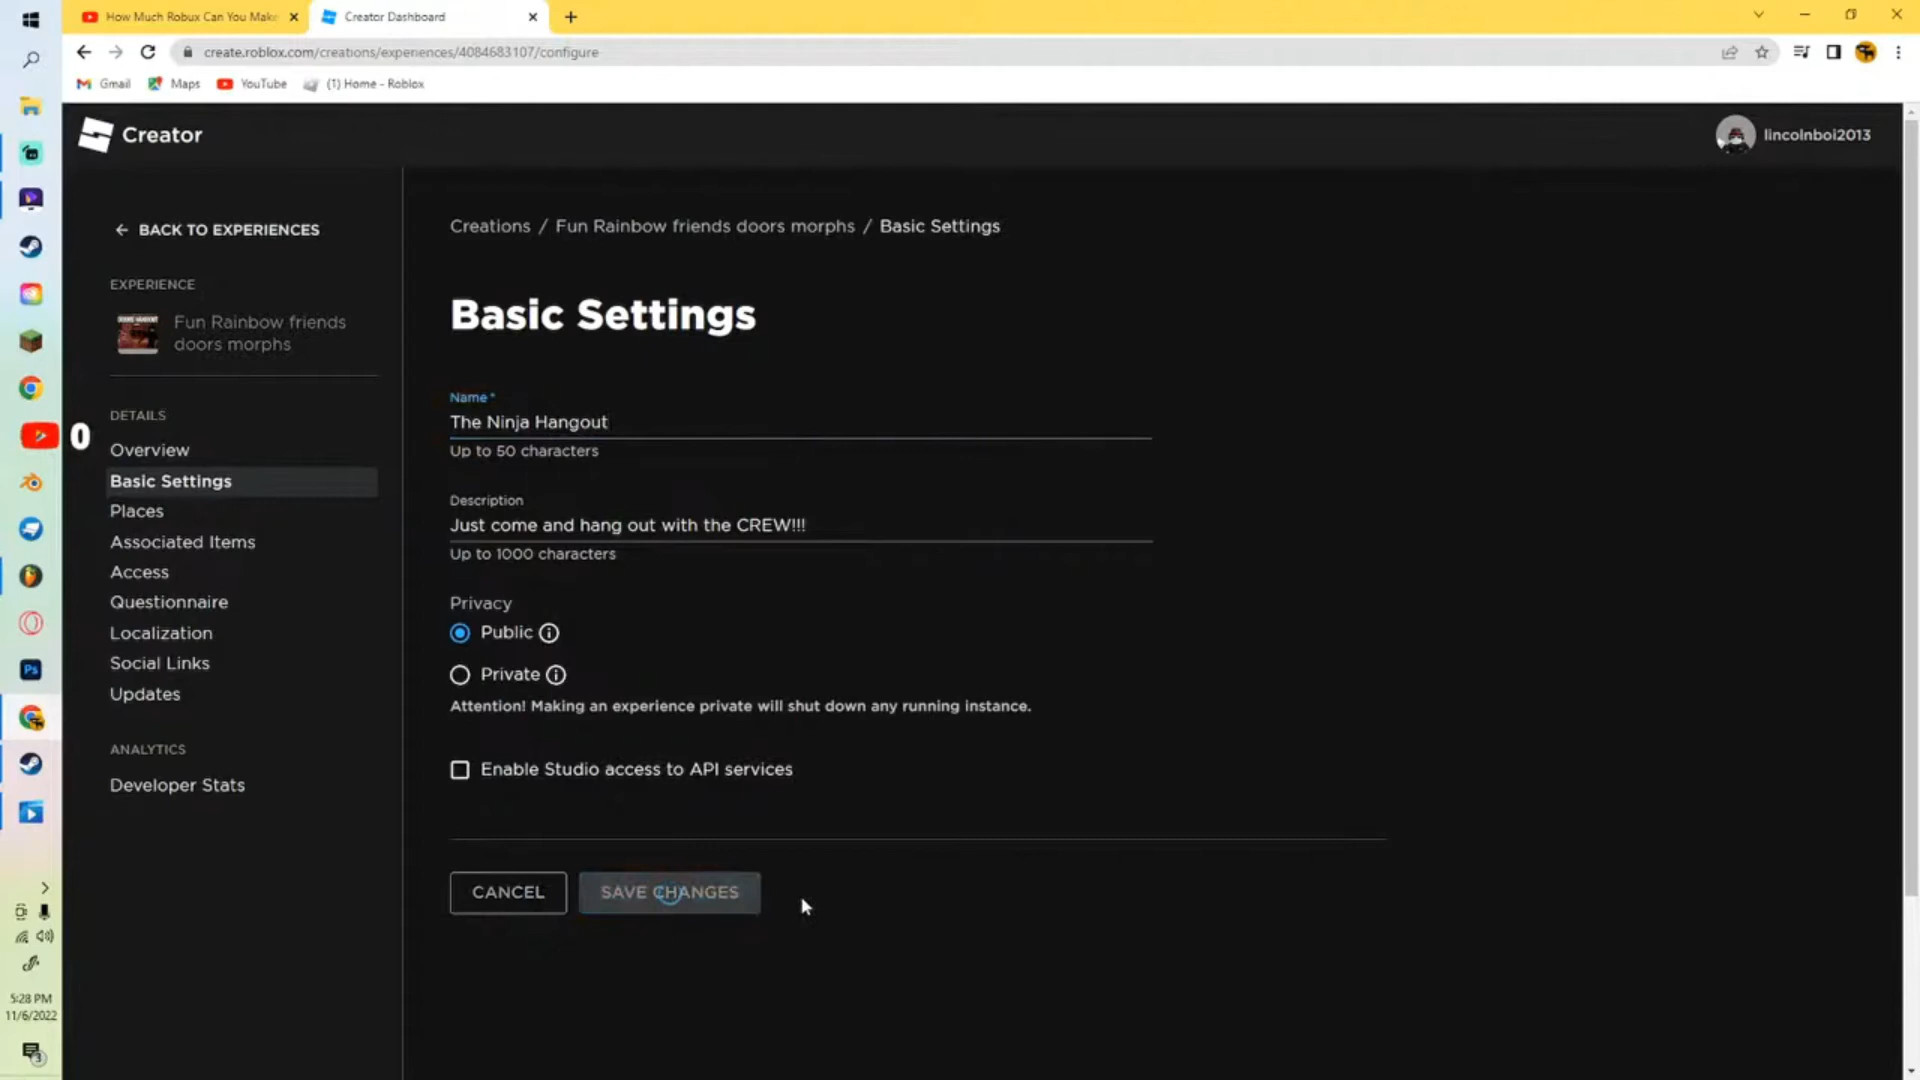 How Much Robux Can You Make
Creator Dashboard
create.roblox.com/creations/experiences/4084683107/configure
Gmail
Maps
YouTube
(1) Home - Roblox
Creator
lincolnboi2013
BACK TO EXPERIENCES
EXPERIENCE
Fun Rainbow friends
doors morphs
DETAILS
0
Overview
Basic Settings
Places
Associated Items
Access
Questionnaire
Localization
Social Links
Updates
ANALYTICS
Developer Stats
Creations / Fun Rainbow friends doors morphs / Basic Settings
Basic Settings
Name*
The Ninja Hangout
Up to 50 characters
Description
Just come and hang out with the CREW!!!
Up to 1000 characters
Privacy
Public
Private
Attention! Making an experience private will shut down any running instance.
Enable Studio access to API services
CANCEL
SAVE CHANGES
Ps
5:28 PM
11/6/2022
3